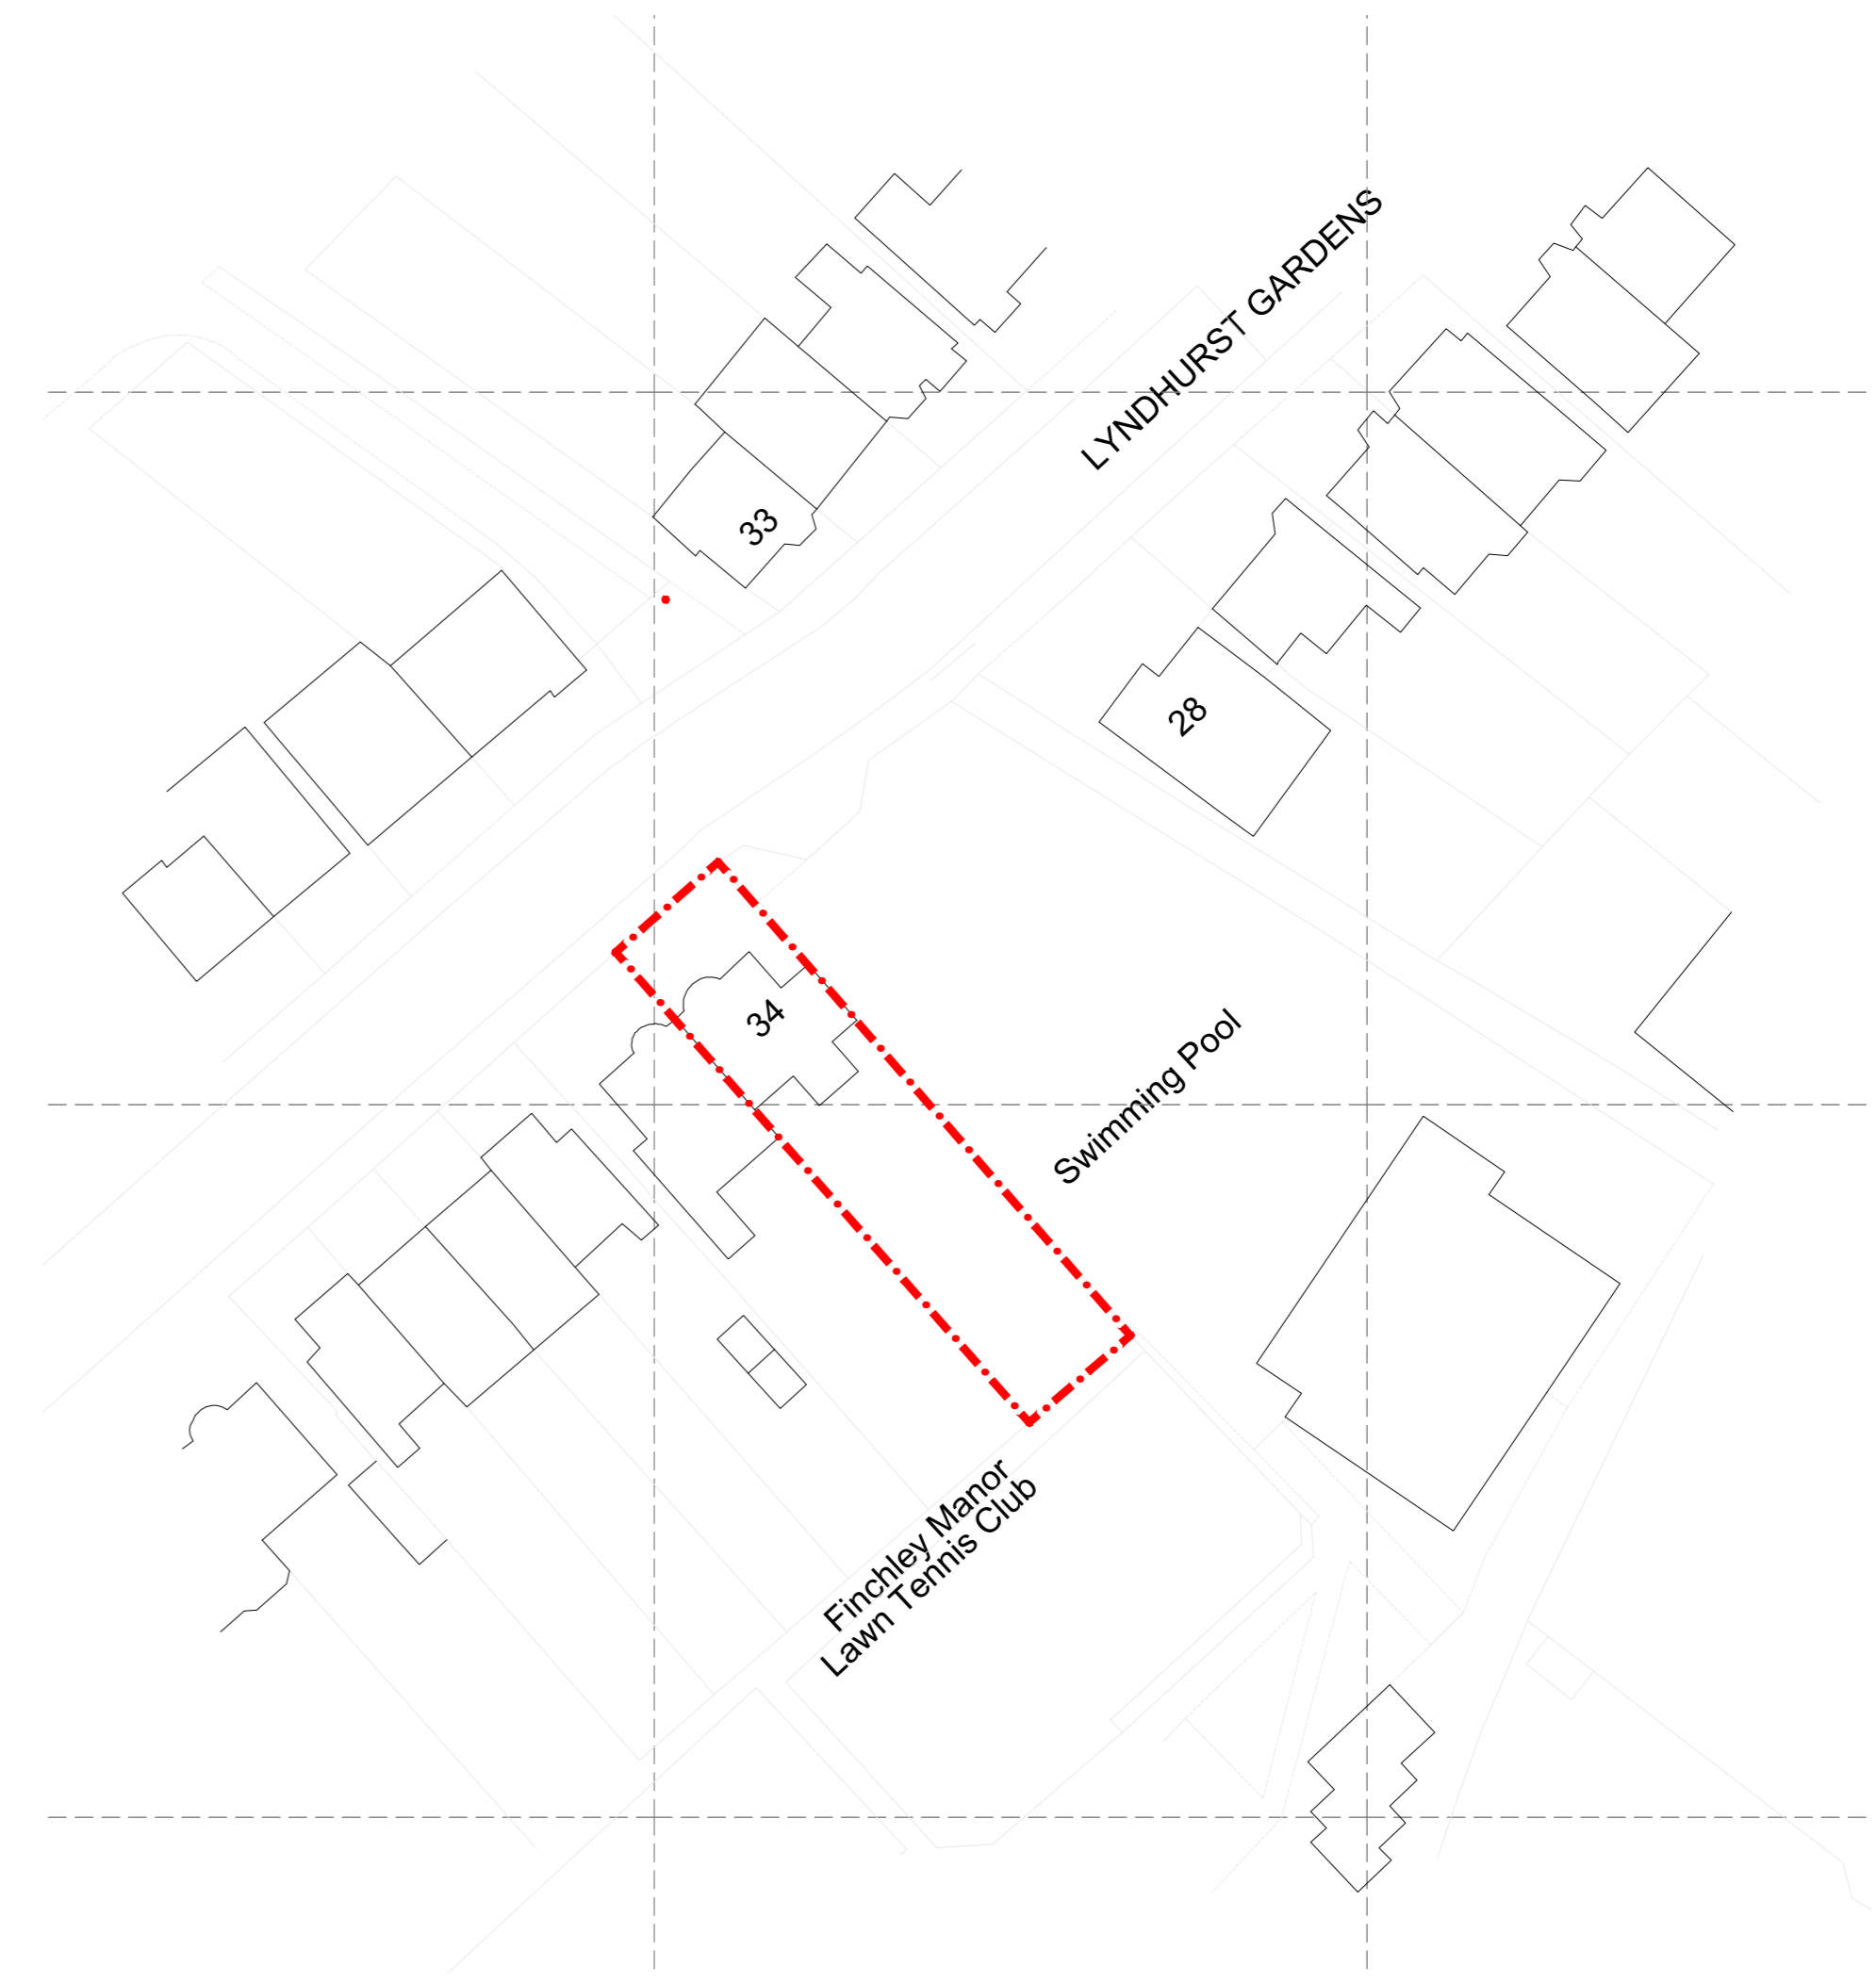 LYNDHURST GARDENS
33
28
34
Swimming Pool
Finchley Manor
Lawn Tennis Club